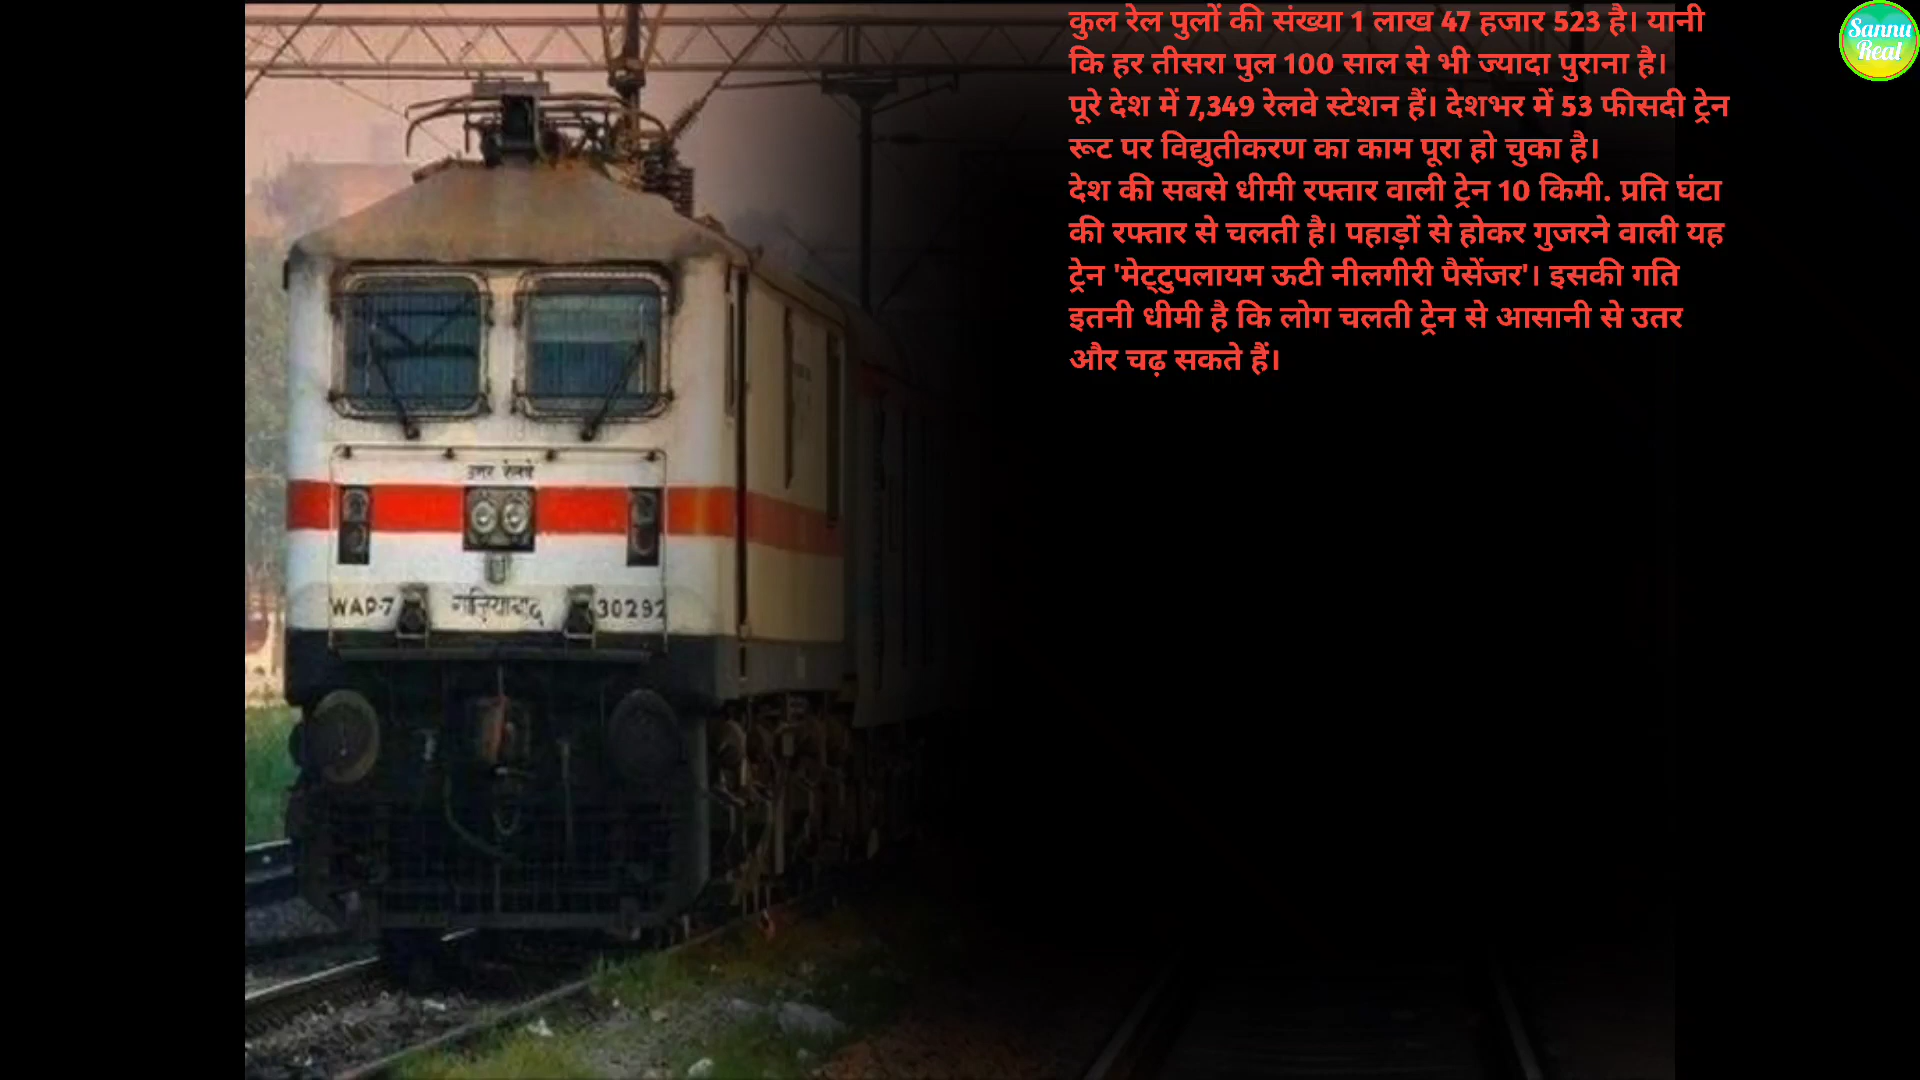 कुल रेल पुलों की संख्या 1 लाख 47 हजार 523 है। यानी
कि हर तीसरा पुल 100 साल से भी ज्यादा पुराना है।
पूरे देश में 7,349 रेलवे स्टेशन हैं। देशभर में 53 फीसदी ट्रेन
रूट पर विद्युतीकरण का काम पूरा हो चुका है।
देश की सबसे धीमी रफ्तार वाली ट्रेन 10 किमी. प्रति घंटा
की रफ्तार से चलती है। पहाड़ों से होकर गुजरने वाली यह
ट्रेन 'मेट्टुपलायम ऊटी नीलगीरी पैसेंजर'। इसकी गति
इतनी धीमी है कि लोग चलती ट्रेन से आसानी से उतर
और चढ़ सकते हैं।
Sannu
Real
उत्तर रेलवे
WAP-7 गाज़ियाबाद 30292